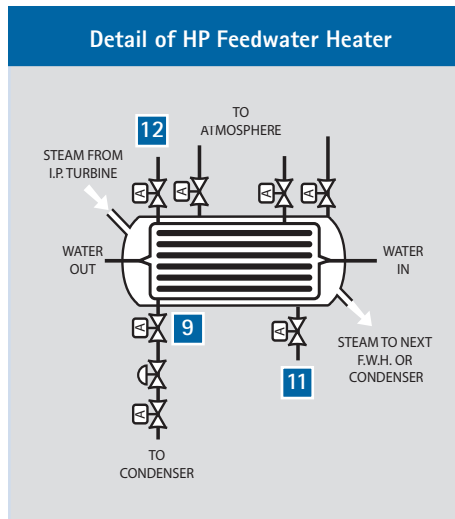 Detail of HP Feedwater Heater
12
TO
ATMOSPHERE
STEAM FROM
I.P. TURBINE
A
A
A
A
WATER
OUT
WATER
IN
A
9
A
11
STEAM TO NEXT
F.W.H. OR
CONDENSER
A
TO
CONDENSER